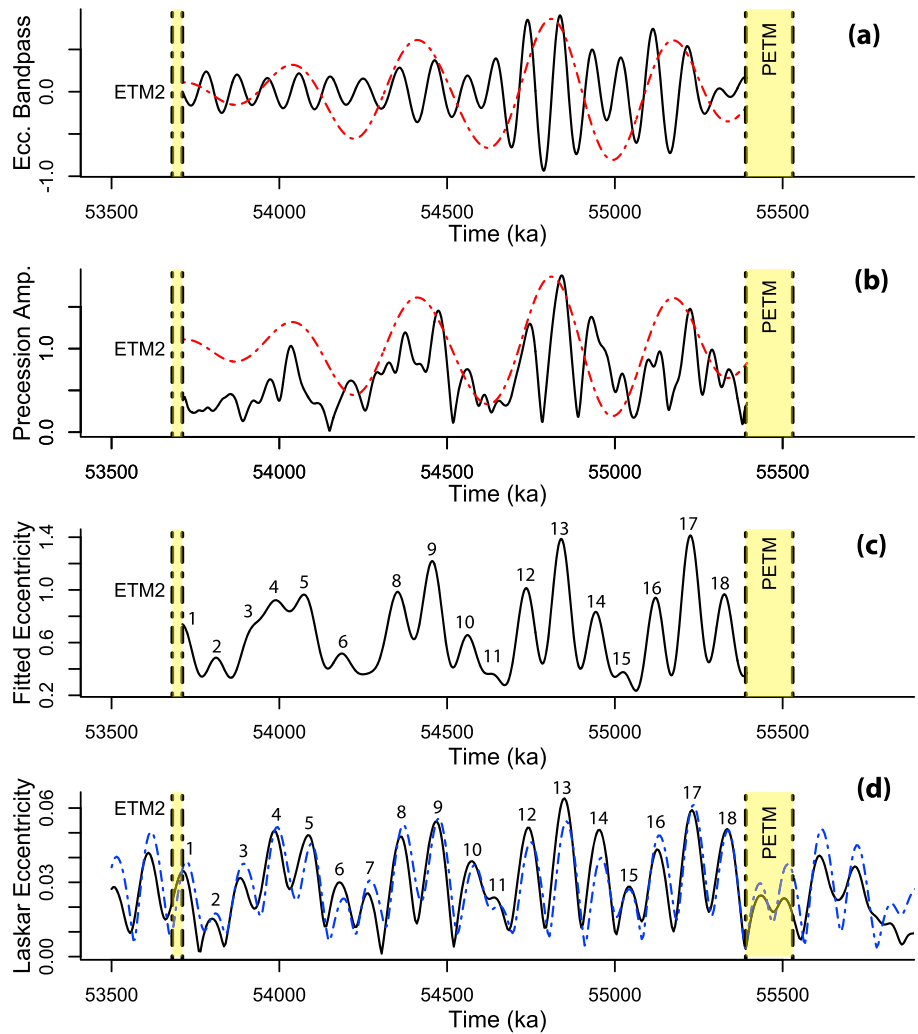 (a)
Ecc. Bandpass
0.0
-1.0
ETM2
PETM
53500 54000 54500 55000 55500
Time (ka)
(b)
Precession Amp.
1.0
0.0
ETM2
PETM
53500 54000 54500 55000 55500
Time (ka)
(c)
Fitted Eccentricity
1.4
1.0
0.6
0.2
ETM2
PETM
1 2 3 4 5 6 8 9 10 11 12 13 14 15 16 17 18
53500 54000 54500 55000 55500
Time (ka)
(d)
Laskar Eccentricity
0.06
0.03
0.00
ETM2
PETM
1 2 3 4 5 6 7 8 9 10 11 12 13 14 15 16 17 18
53500 54000 54500 55000 55500
Time (ka)